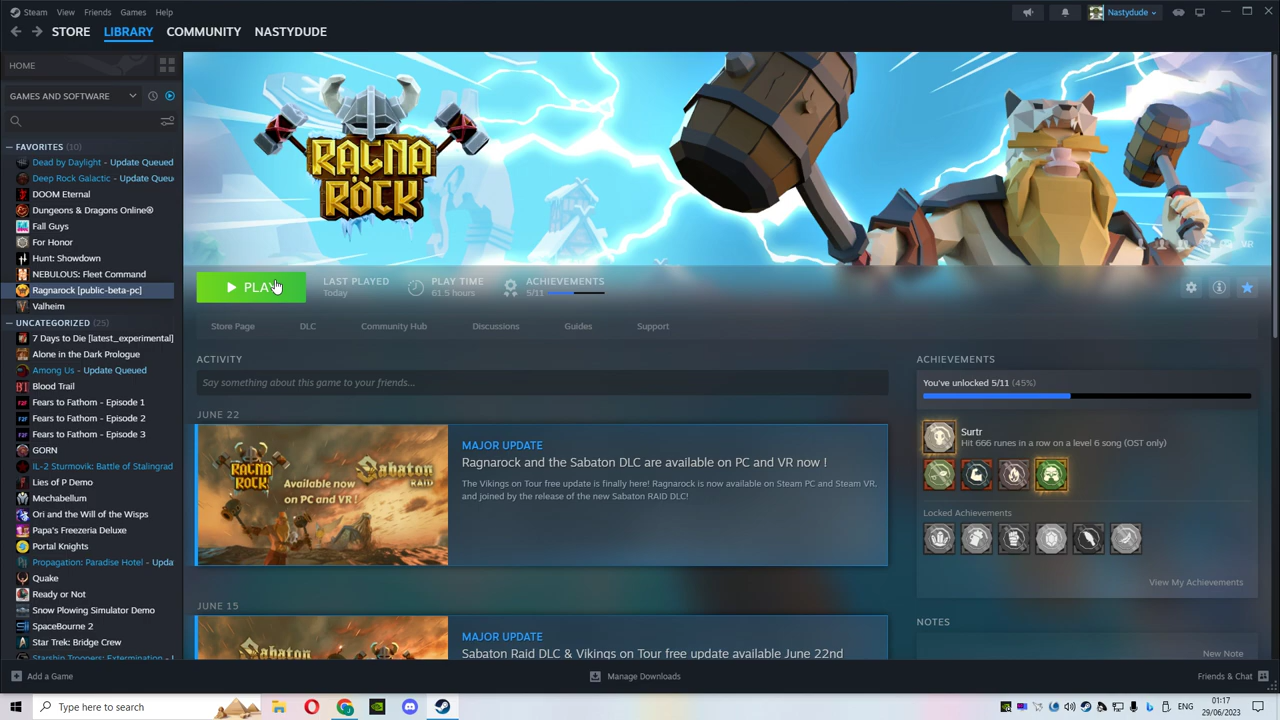 Steam View Friends Games Help
Nastydude
STORE LIBRARY COMMUNITY NASTYDUDE
HOME
GAMES AND SOFTWARE
FAVORITES (10)
Dead by Daylight - Update Queued
Deep Rock Galactic - Update Queu
DOOM Eternal
Dungeons & Dragons Online®
Fall Guys
For Honor
Hunt: Showdown
NEBULOUS: Fleet Command
Ragnarock [public-beta-pc]
Valheim
UNCATEGORIZED (25)
7 Days to Die [latest_experimental]
Alone in the Dark Prologue
Among Us - Update Queued
Blood Trail
Fears to Fathom - Episode 1
Fears to Fathom - Episode 2
Fears to Fathom - Episode 3
GORN
IL-2 Sturmovik: Battle of Stalingrad
Lies of P Demo
Mechabellum
Ori and the Will of the Wisps
Papa's Freezeria Deluxe
Portal Knights
Propagation: Paradise Hotel - Upda
Quake
Ready or Not
Snow Plowing Simulator Demo
SpaceBourne 2
Star Trek: Bridge Crew
Starship Troopers: Extermination -
RAGNA
RÖCK
VR
PLAY
LAST PLAYED
Today
PLAY TIME
61.5 hours
ACHIEVEMENTS
5/11
Store Page DLC Community Hub Discussions Guides Support
ACTIVITY
Say something about this game to your friends...
JUNE 22
RAGNA
RÖCK
Sabaton
RAID
Available now
on PC and VR !
MAJOR UPDATE
Ragnarock and the Sabaton DLC are available on PC and VR now !
The Vikings on Tour free update is finally here! Ragnarock is now available on Steam PC and Steam VR,
and joined by the release of the new Sabaton RAID DLC!
JUNE 15
Sabaton
MAJOR UPDATE
Sabaton Raid DLC & Vikings on Tour free update available June 22nd
ACHIEVEMENTS
You've unlocked 5/11 (45%)
Surtr
Hit 666 runes in a row on a level 6 song (OST only)
Locked Achievements
View My Achievements
NOTES
New Note
Add a Game
Manage Downloads
Friends & Chat
Type here to search
ENG
01:17
29/06/2023